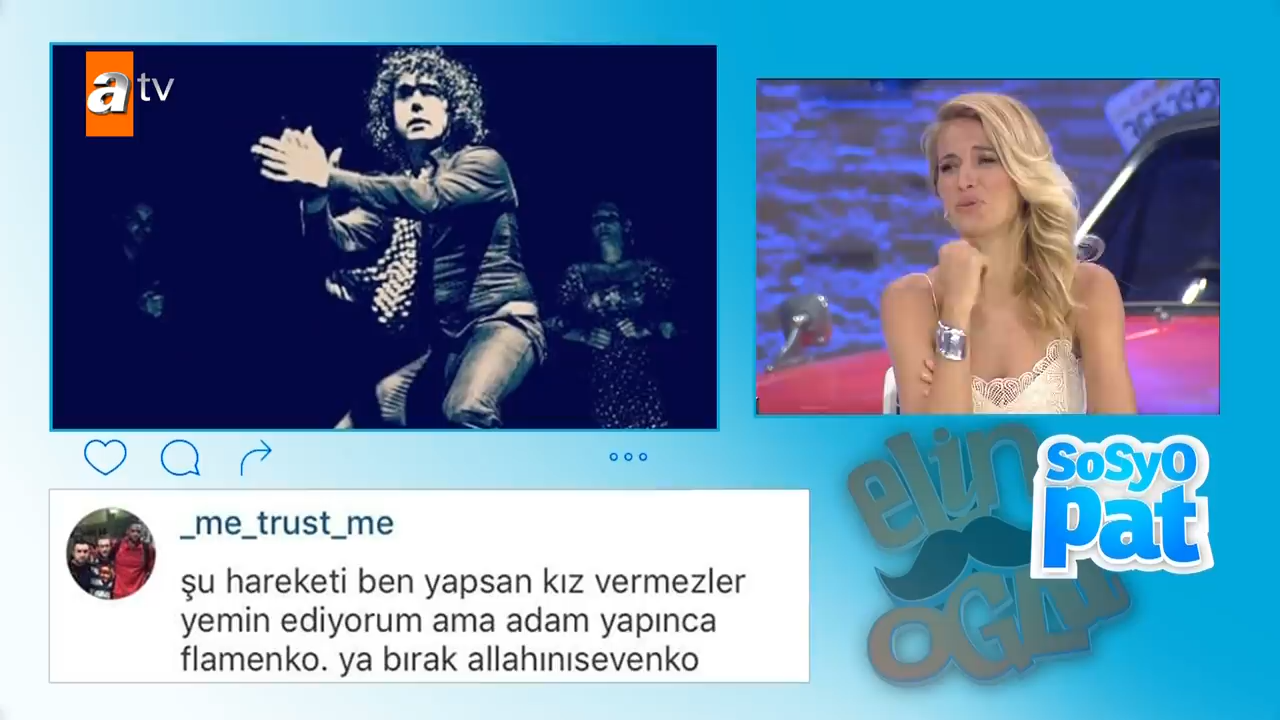 atv
_me_trust_me
şu hareketi ben yapsan kız vermezler
yemin ediyorum ama adam yapınca
flamenko. ya bırak allahınısevenko
elin
OĞLU
SoSyO
pat